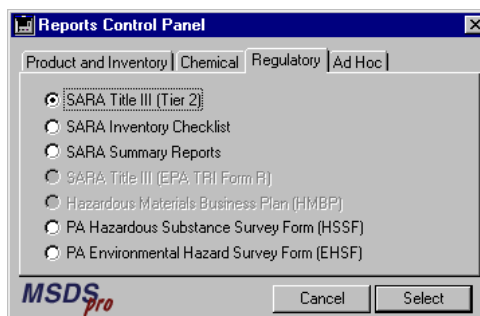 Reports Control Panel
Product and Inventory Chemical Regulatory Ad Hoc
SARA Title III (Tier 2)
SARA Inventory Checklist
SARA Summary Reports
SARA Title III (EPA TRI Form R)
Hazardous Materials Business Plan (HMBP)
PA Hazardous Substance Survey Form (HSSF)
PA Environmental Hazard Survey Form (EHSF)
MSDSpro Cancel Select